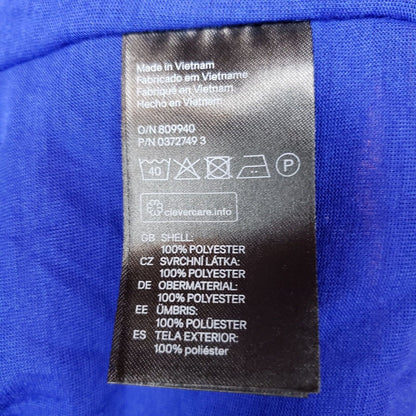 Made in Vietnam
Fabricado em Vietname
Fabriqué en Vietnam
Hecho en Vietnam
O/N 809940
P/N 0372749 3
40 P
clevercare.info
GB SHELL:
100% POLYESTER
CZ SVRCHNÍ LÁTKA:
100% POLYESTER
DE OBERMATERIAL:
100% POLYESTER
EE ÜMBRIS:
100% POLÜESTER
ES TELA EXTERIOR:
100% poliéster